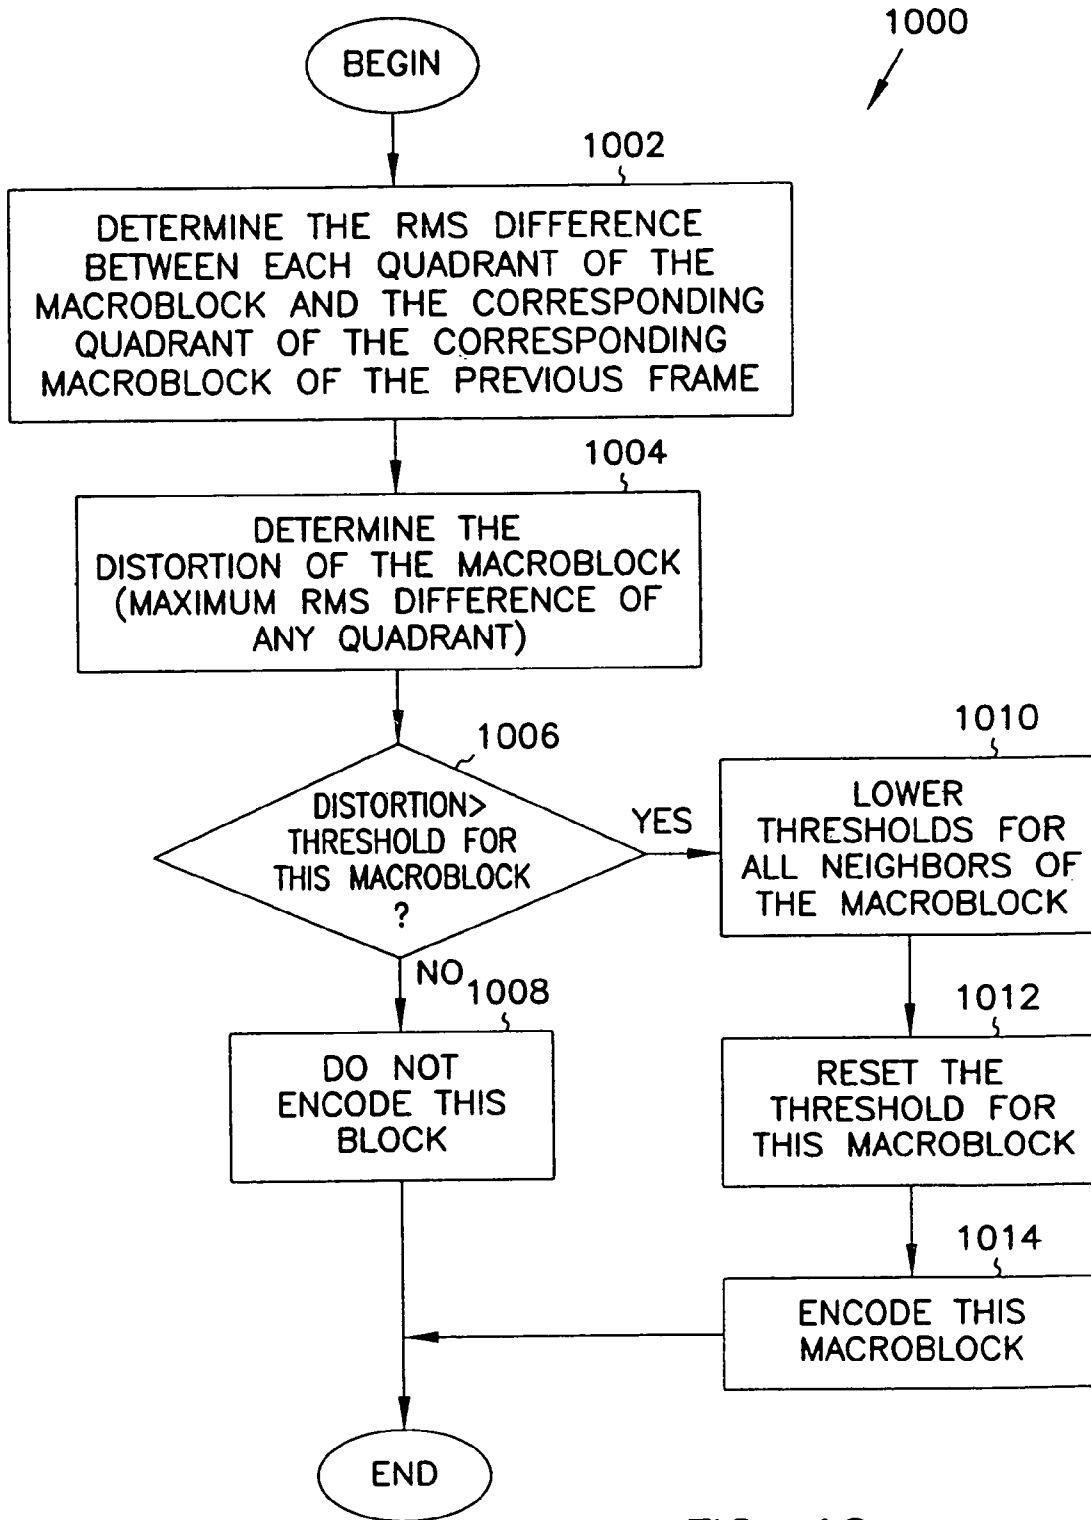 1000
BEGIN
1002
DETERMINE THE RMS DIFFERENCE
BETWEEN EACH QUADRANT OF THE
MACROBLOCK AND THE CORRESPONDING
QUADRANT OF THE CORRESPONDING
MACROBLOCK OF THE PREVIOUS FRAME
1004
DETERMINE THE
DISTORTION OF THE MACROBLOCK
(MAXIMUM RMS DIFFERENCE OF
ANY QUADRANT)
1006
DISTORTION>
THRESHOLD FOR
THIS MACROBLOCK
?
YES
1010
LOWER
THRESHOLDS FOR
ALL NEIGHBORS OF
THE MACROBLOCK
NO
1008
DO NOT
ENCODE THIS
BLOCK
1012
RESET THE
THRESHOLD FOR
THIS MACROBLOCK
1014
ENCODE THIS
MACROBLOCK
END